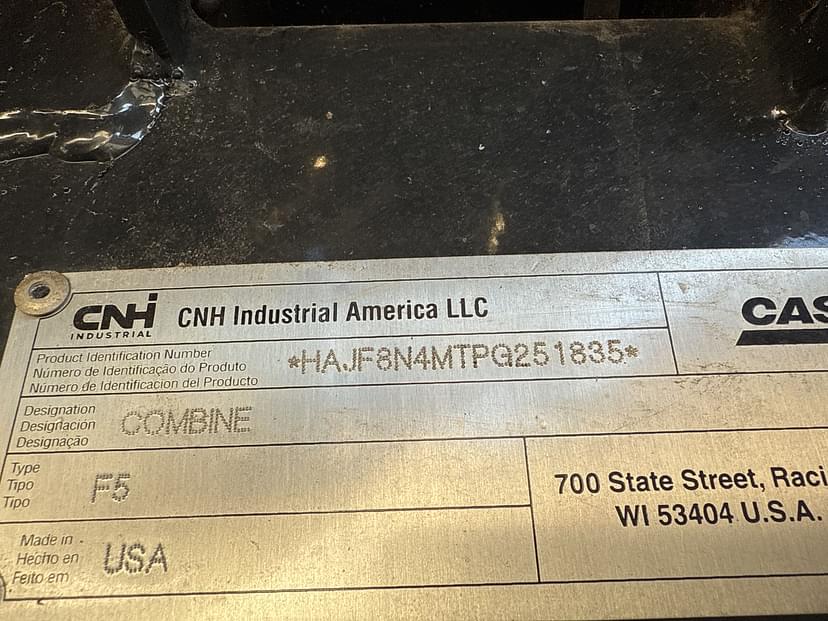 CNH
INDUSTRIAL
CNH Industrial America LLC
CAS
Product Identification Number
Número de Identificação do Produto
Número de Identificacion del Producto
*HAJF8N4MTPG251835*
Designation
Designación
Designação
COMBINE
Type
Tipo
Tipo
F5
700 State Street, Raci
WI 53404 U.S.A.
Made in
Hecho en
Feito em
USA